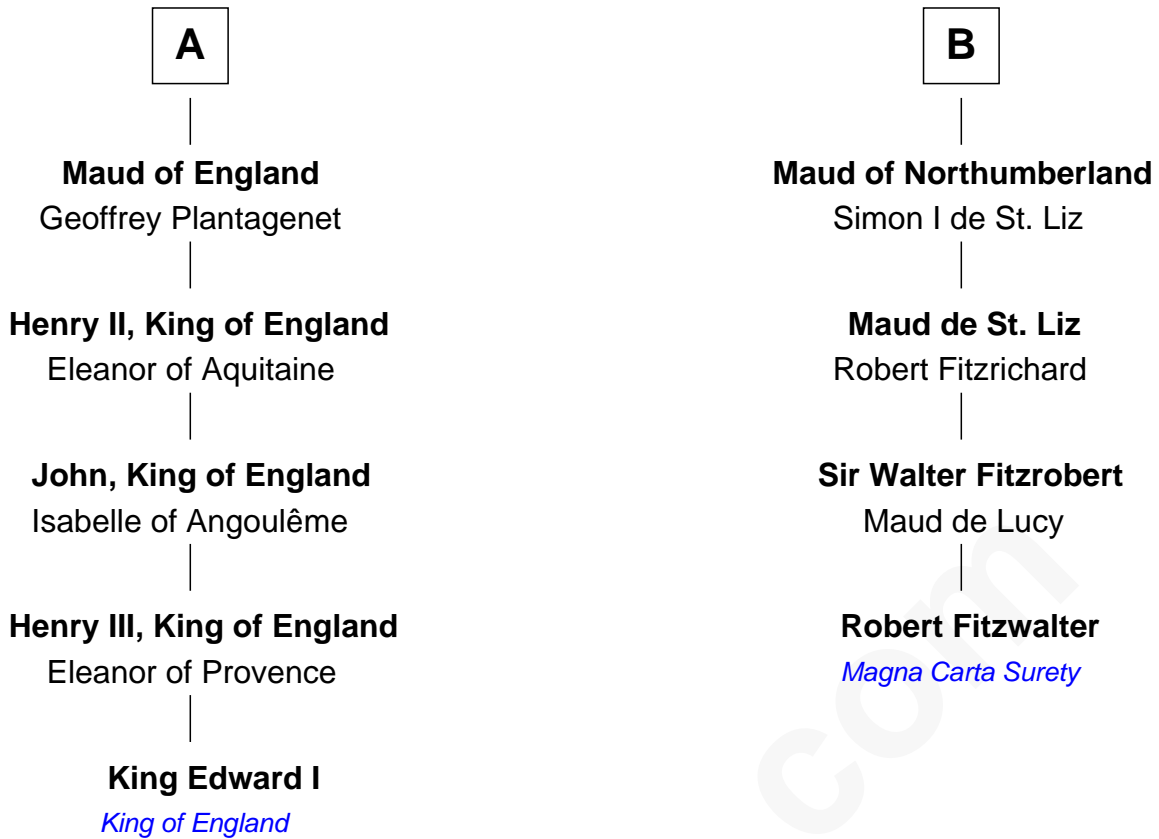 A
Maud of England
Geoffrey Plantagenet
Henry II, King of England
Eleanor of Aquitaine
John, King of England
Isabelle of Angoulême
Henry III, King of England
Eleanor of Provence
King Edward I
King of England
B
Maud of Northumberland
Simon I de St. Liz
Maud de St. Liz
Robert Fitzrichard
Sir Walter Fitzrobert
Maud de Lucy
Robert Fitzwalter
Magna Carta Surety
com